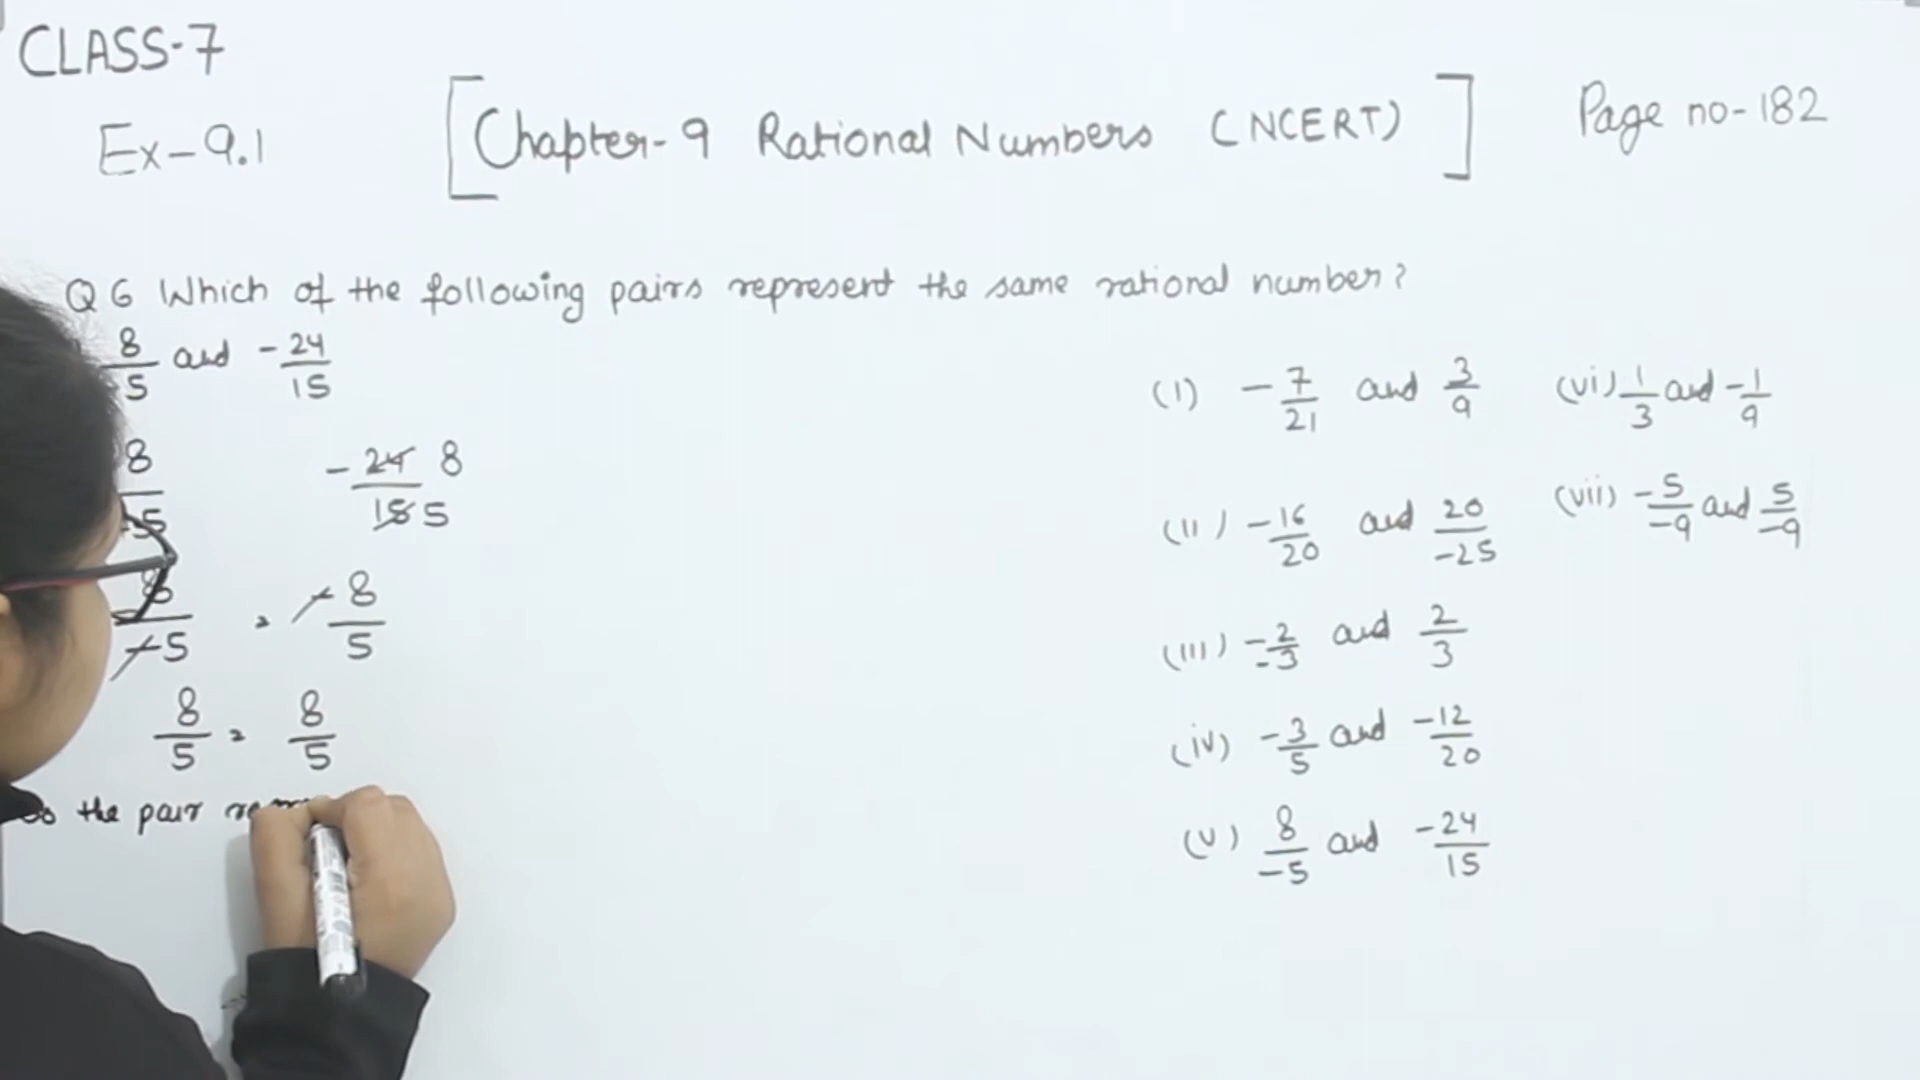 CLASS-7
Ex-9.1
[Chapter-9 Rational Numbers (NCERT)]
Page no-182
Q6 Which of the following pairs represent the same rational number?
8/5 and -24/15
8/5 -24/15 8/5
8/-5 = -8/5
8/5 = 8/5
the pair
(i) -7/21 and 3/9
(ii) -16/20 and 20/-25
(iii) -2/-3 and 2/3
(iv) -3/5 and -12/20
(v) 8/-5 and -24/15
(vi) 1/3 and -1/9
(vii) -5/-9 and 5/-9